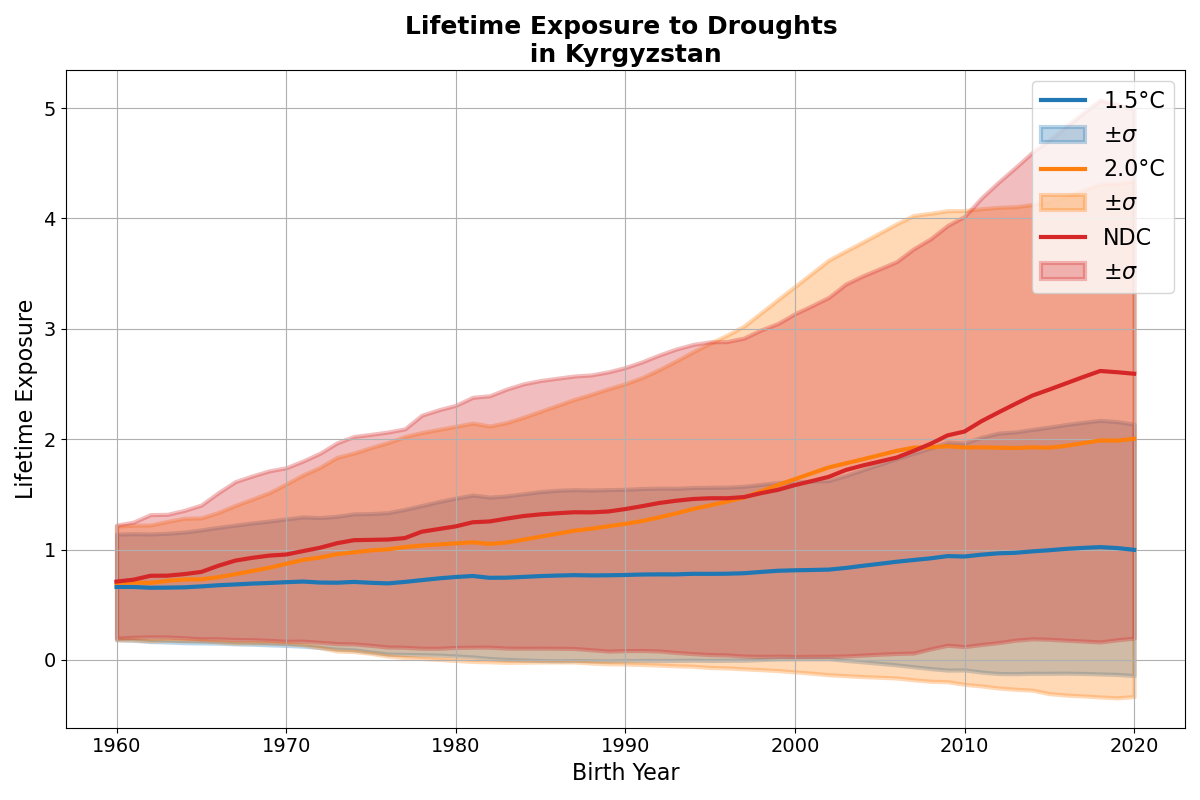 Lifetime Exposure to Droughts
in Kyrgyzstan
Lifetime Exposure
5
4
3
2
1
0
1960 1970 1980 1990 2000 2010 2020
Birth Year
1.5°C
±σ
2.0°C
±σ
NDC
±σ